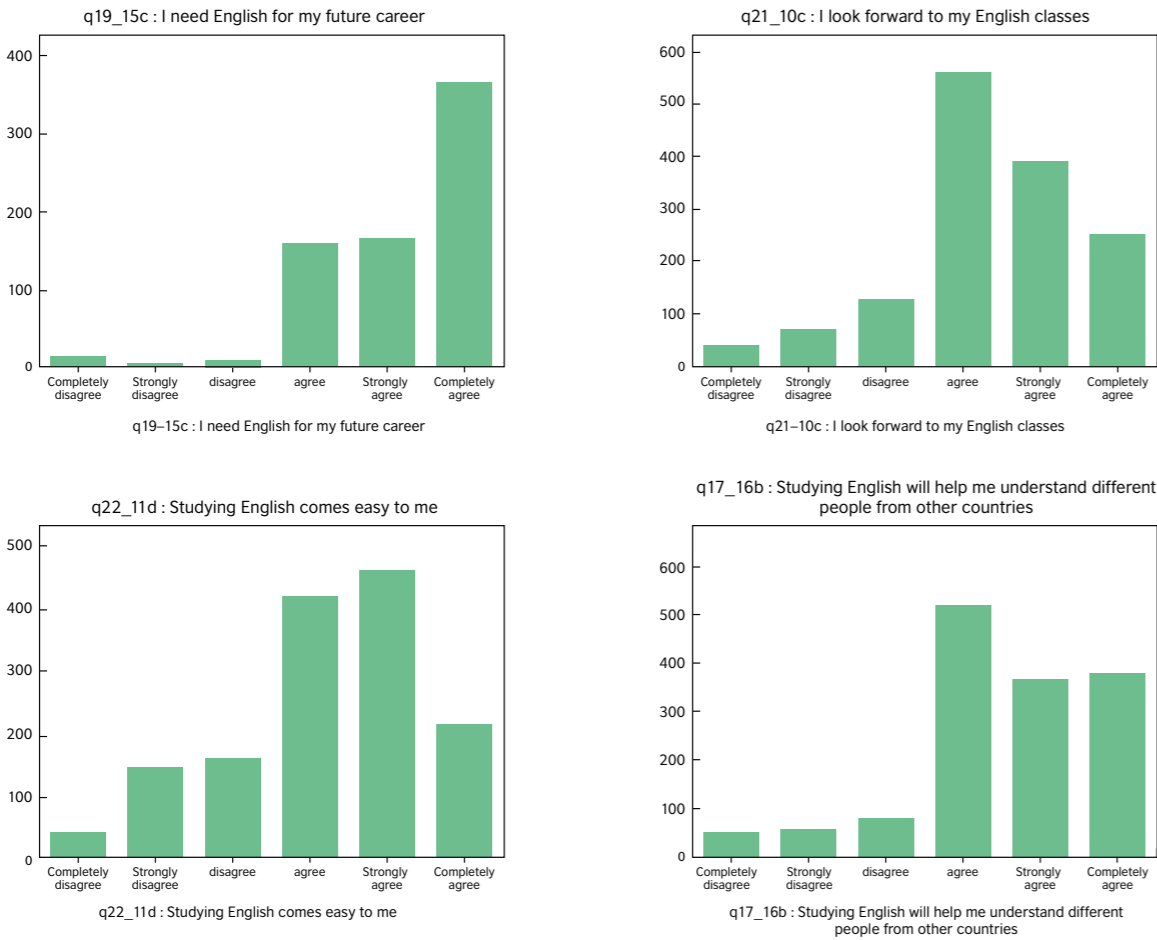 q19_15c : I need English for my future career
400
300
200
100
0
Completely disagree
Strongly disagree
disagree
agree
Strongly agree
Completely agree
q19–15c : I need English for my future career
q21_10c : I look forward to my English classes
600
500
400
300
200
100
0
Completely disagree
Strongly disagree
disagree
agree
Strongly agree
Completely agree
q21–10c : I look forward to my English classes
q22_11d : Studying English comes easy to me
500
400
300
200
100
0
Completely disagree
Strongly disagree
disagree
agree
Strongly agree
Completely agree
q22_11d : Studying English comes easy to me
q17_16b : Studying English will help me understand different
people from other countries
600
500
400
300
200
100
0
Completely disagree
Strongly disagree
disagree
agree
Strongly agree
Completely agree
q17_16b : Studying English will help me understand different
people from other countries